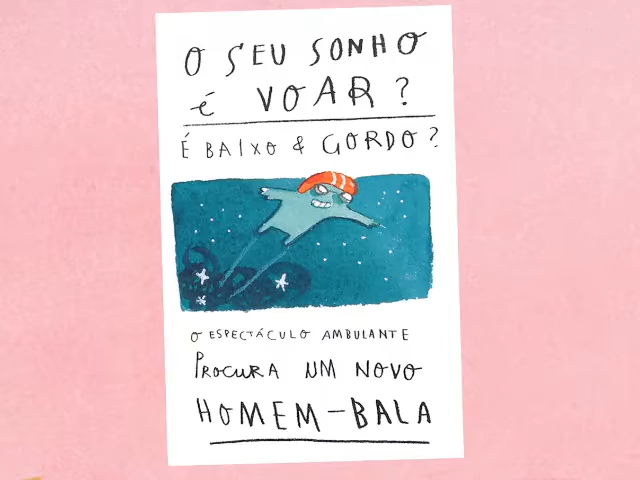 O SEU SONHO
é VOAR?
É BAIXO & GORDO?
O ESPECTÁCULO AMBULANTE
PROCURA UM NOVO
HOMEM-BALA